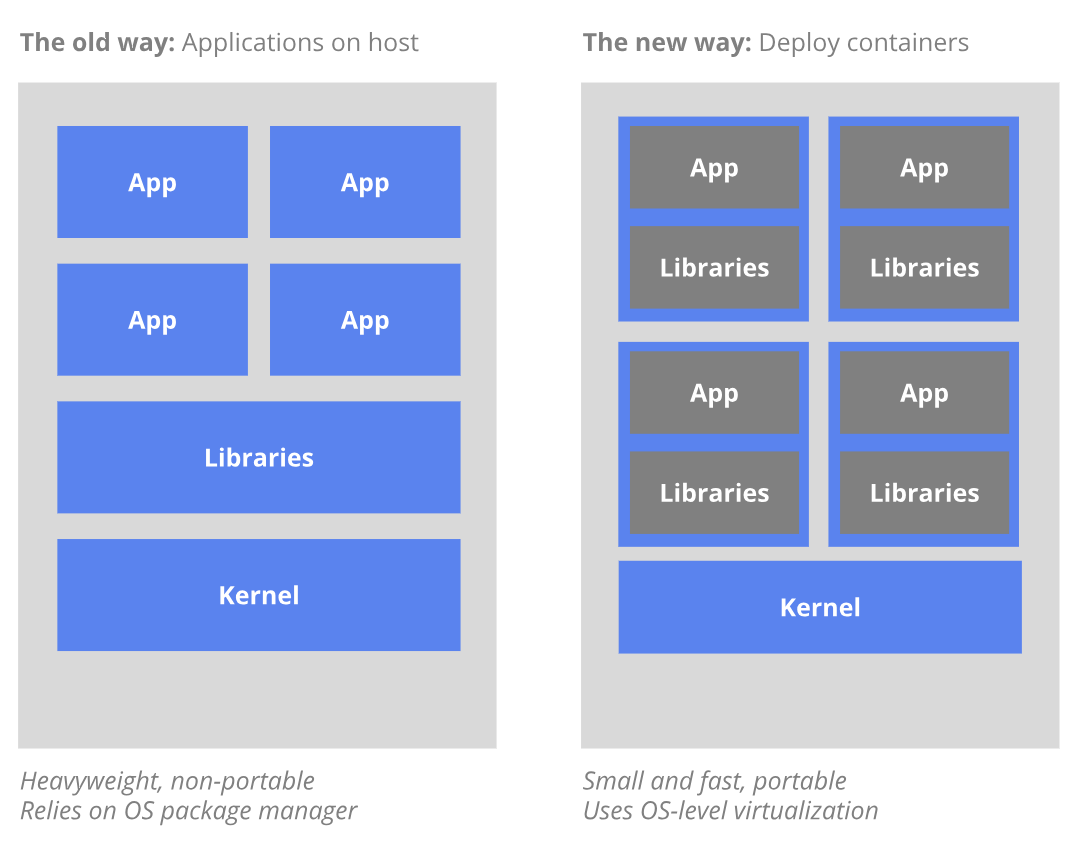 The old way: Applications on host
App
App
App
App
Libraries
Kernel
Heavyweight, non-portable
Relies on OS package manager
The new way: Deploy containers
App
App
Libraries
Libraries
App
App
Libraries
Libraries
Kernel
Small and fast, portable
Uses OS-level virtualization